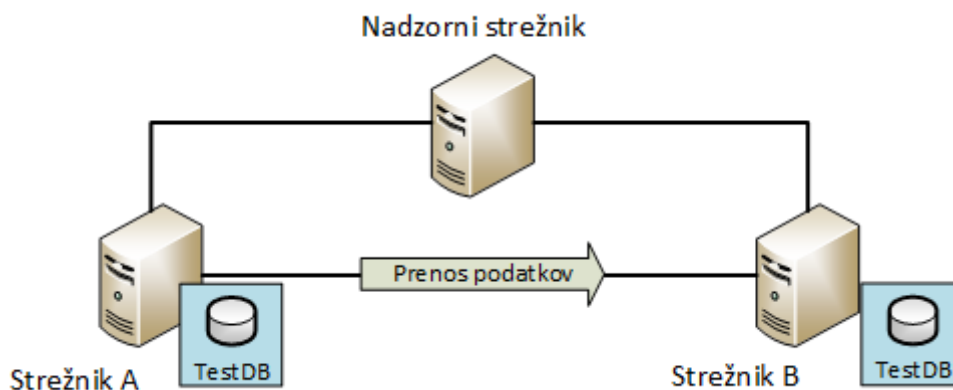 Nadzorni strežnik
Prenos podatkov
TestDB
Strežnik A
TestDB
Strežnik B